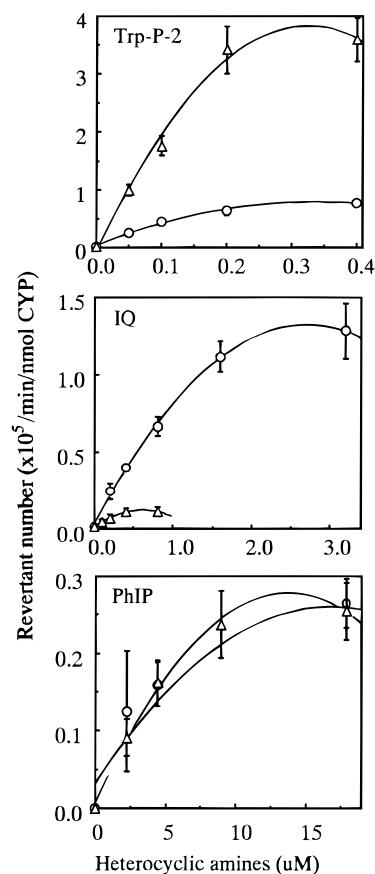 Revertant number (x10⁵/min/nmol CYP)
Trp-P-2
4
3
2
1
0
0.0 0.1 0.2 0.3 0.4
IQ
1.5
1.0
0.5
0.0
0.0 1.0 2.0 3.0
PhIP
0.3
0.2
0.1
0.0
0 5 10 15
Heterocyclic amines (uM)